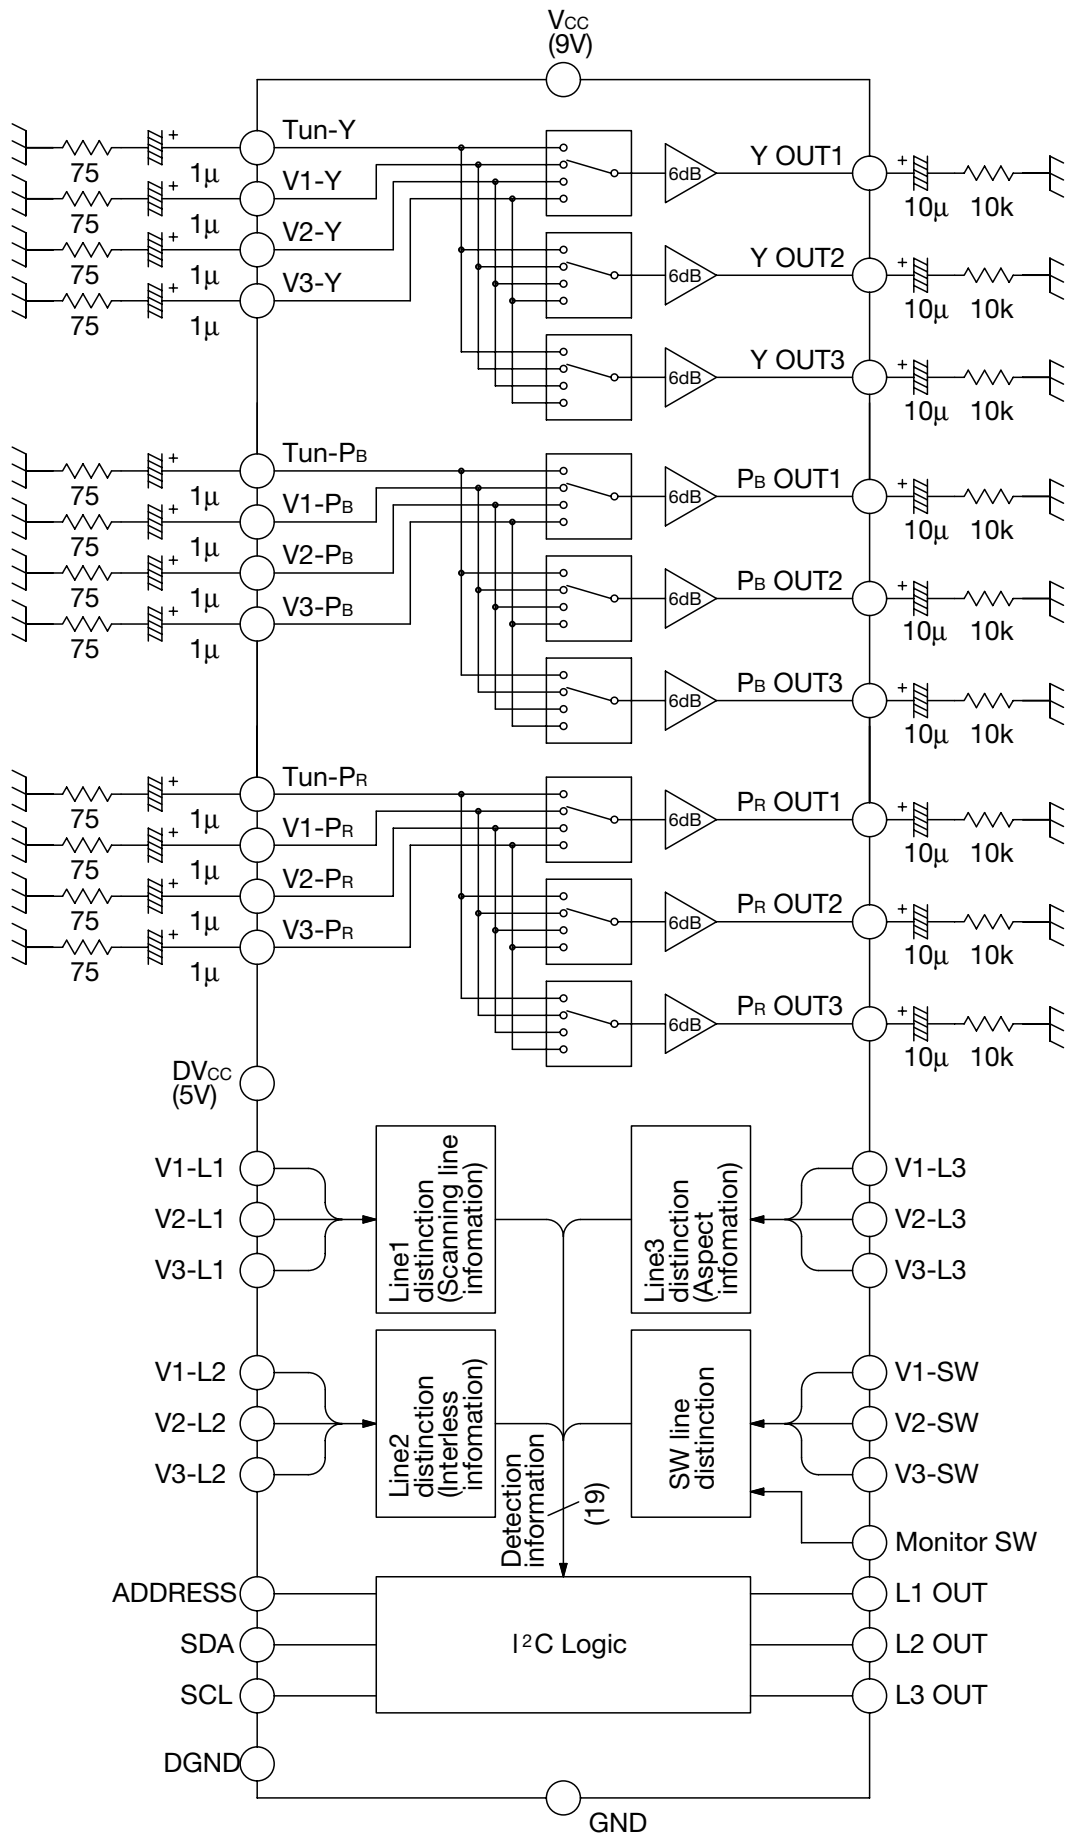 VCC
(9V)
Tun-Y
75
1μ
V1-Y
75
1μ
V2-Y
75
1μ
V3-Y
75
1μ
6dB
Y OUT1
10μ
10k
6dB
Y OUT2
10μ
10k
6dB
Y OUT3
10μ
10k
Tun-PB
75
1μ
V1-PB
75
1μ
V2-PB
75
1μ
V3-PB
75
1μ
6dB
PB OUT1
10μ
10k
6dB
PB OUT2
10μ
10k
6dB
PB OUT3
10μ
10k
Tun-PR
75
1μ
V1-PR
75
1μ
V2-PR
75
1μ
V3-PR
75
1μ
6dB
PR OUT1
10μ
10k
6dB
PR OUT2
10μ
10k
6dB
PR OUT3
10μ
10k
DVCC
(5V)
V1-L1
V2-L1
V3-L1
Line1
distinction
(Scanning line
infomation)
Line3
distinction
(Aspect
infomation)
V1-L3
V2-L3
V3-L3
V1-L2
V2-L2
V3-L2
Line2
distinction
(Interless
infomation)
Detection
information
(19)
SW line
distinction
V1-SW
V2-SW
V3-SW
Monitor SW
ADDRESS
SDA
SCL
I²C Logic
L1 OUT
L2 OUT
L3 OUT
DGND
GND